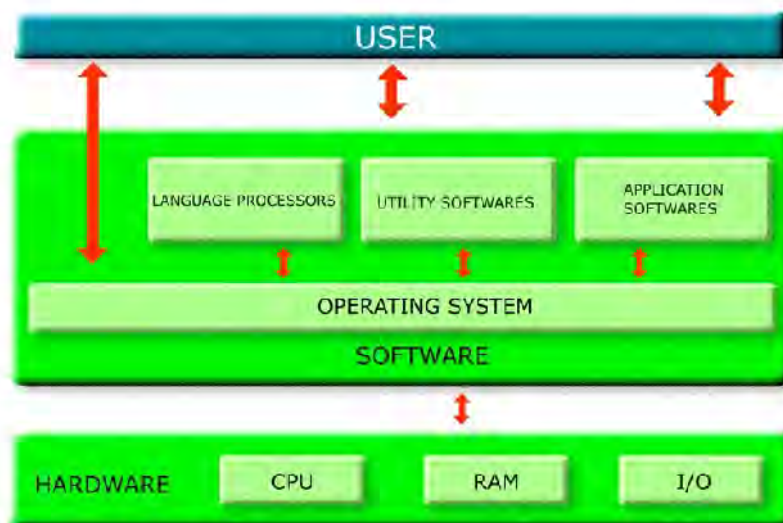 USER
LANGUAGE PROCESSORS
UTILITY SOFTWARES
APPLICATION
SOFTWARES
OPERATING SYSTEM
SOFTWARE
HARDWARE
CPU
RAM
I/O